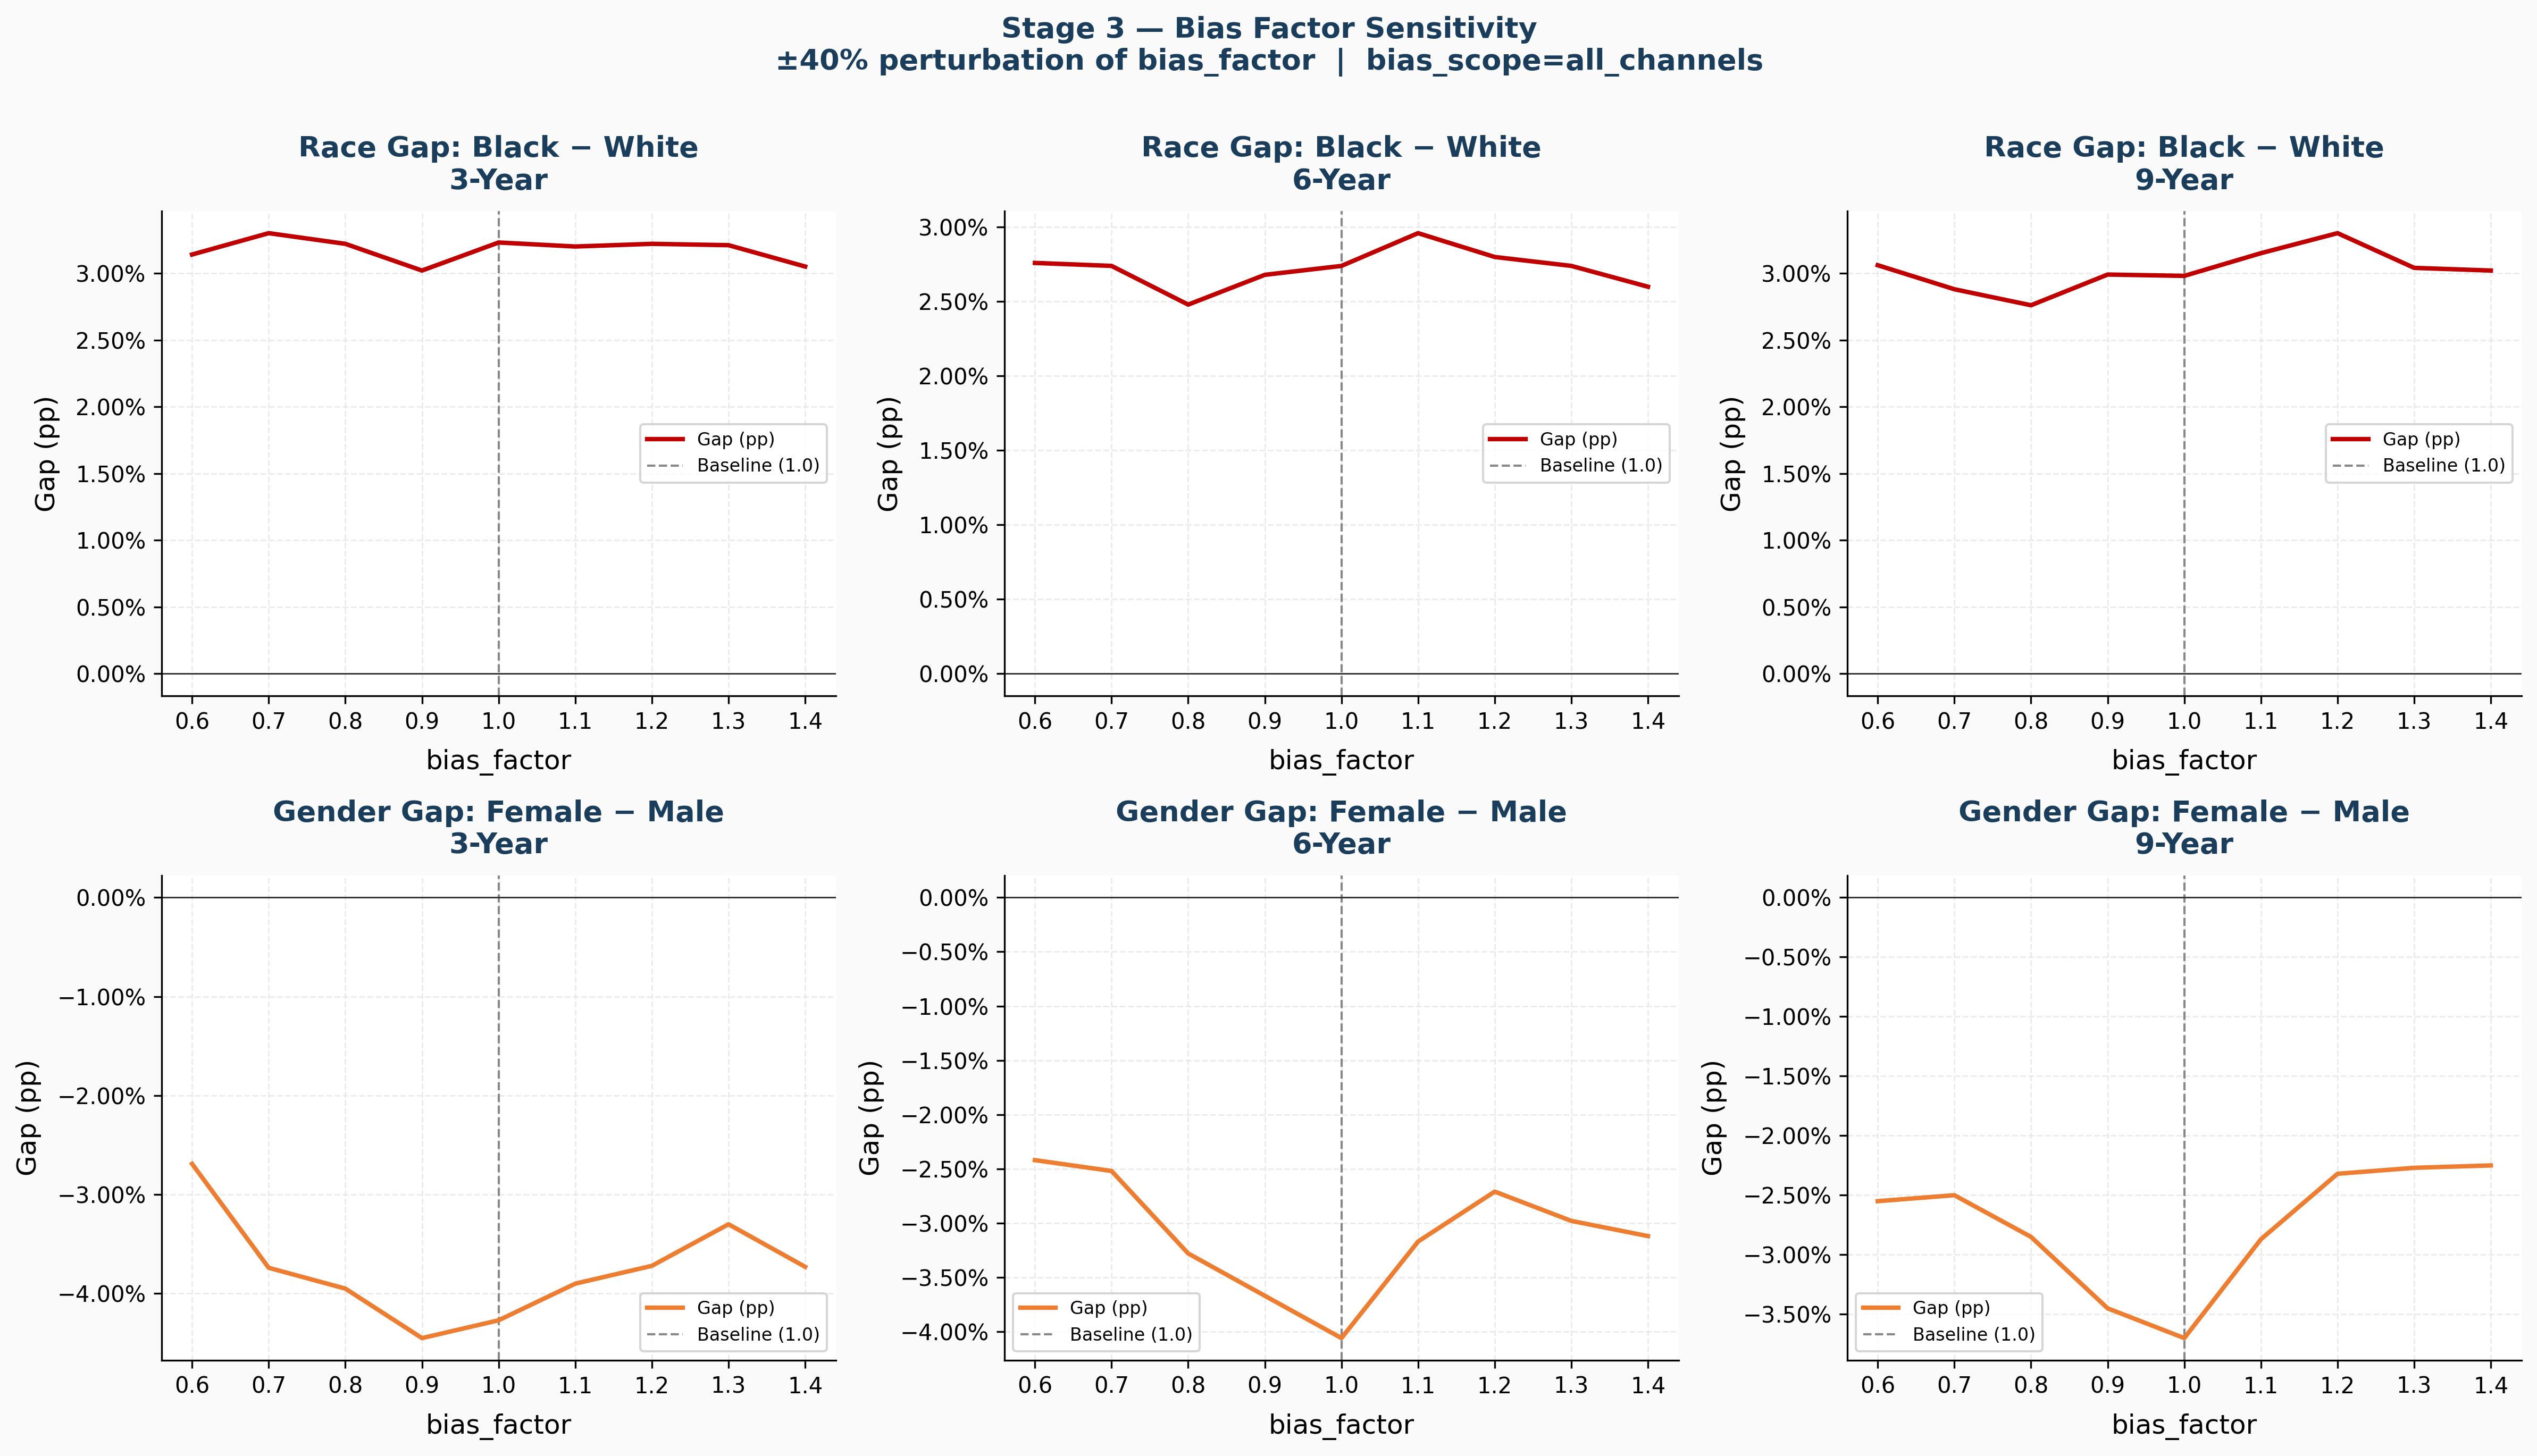 Stage 3 — Bias Factor Sensitivity
±40% perturbation of bias_factor | bias_scope=all_channels
Race Gap: Black − White
3-Year
Gap (pp)
3.00%
2.50%
2.00%
1.50%
1.00%
0.50%
0.00%
Gap (pp)
Baseline (1.0)
0.6 0.7 0.8 0.9 1.0 1.1 1.2 1.3 1.4
bias_factor
Race Gap: Black − White
6-Year
Gap (pp)
3.00%
2.50%
2.00%
1.50%
1.00%
0.50%
0.00%
Gap (pp)
Baseline (1.0)
0.6 0.7 0.8 0.9 1.0 1.1 1.2 1.3 1.4
bias_factor
Race Gap: Black − White
9-Year
Gap (pp)
3.00%
2.50%
2.00%
1.50%
1.00%
0.50%
0.00%
Gap (pp)
Baseline (1.0)
0.6 0.7 0.8 0.9 1.0 1.1 1.2 1.3 1.4
bias_factor
Gender Gap: Female − Male
3-Year
Gap (pp)
0.00%
−1.00%
−2.00%
−3.00%
−4.00%
Gap (pp)
Baseline (1.0)
0.6 0.7 0.8 0.9 1.0 1.1 1.2 1.3 1.4
bias_factor
Gender Gap: Female − Male
6-Year
Gap (pp)
0.00%
−0.50%
−1.00%
−1.50%
−2.00%
−2.50%
−3.00%
−3.50%
−4.00%
Gap (pp)
Baseline (1.0)
0.6 0.7 0.8 0.9 1.0 1.1 1.2 1.3 1.4
bias_factor
Gender Gap: Female − Male
9-Year
Gap (pp)
0.00%
−0.50%
−1.00%
−1.50%
−2.00%
−2.50%
−3.00%
−3.50%
Gap (pp)
Baseline (1.0)
0.6 0.7 0.8 0.9 1.0 1.1 1.2 1.3 1.4
bias_factor